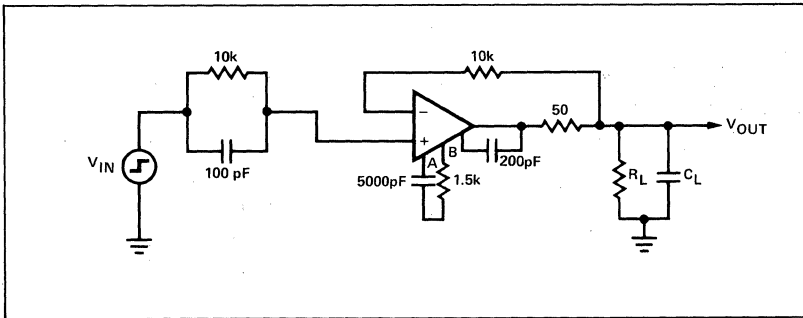 10k
10k
−
+
50
V_OUT
A
B
V_IN
100 pF
200pF
5000pF
1.5k
R_L
C_L